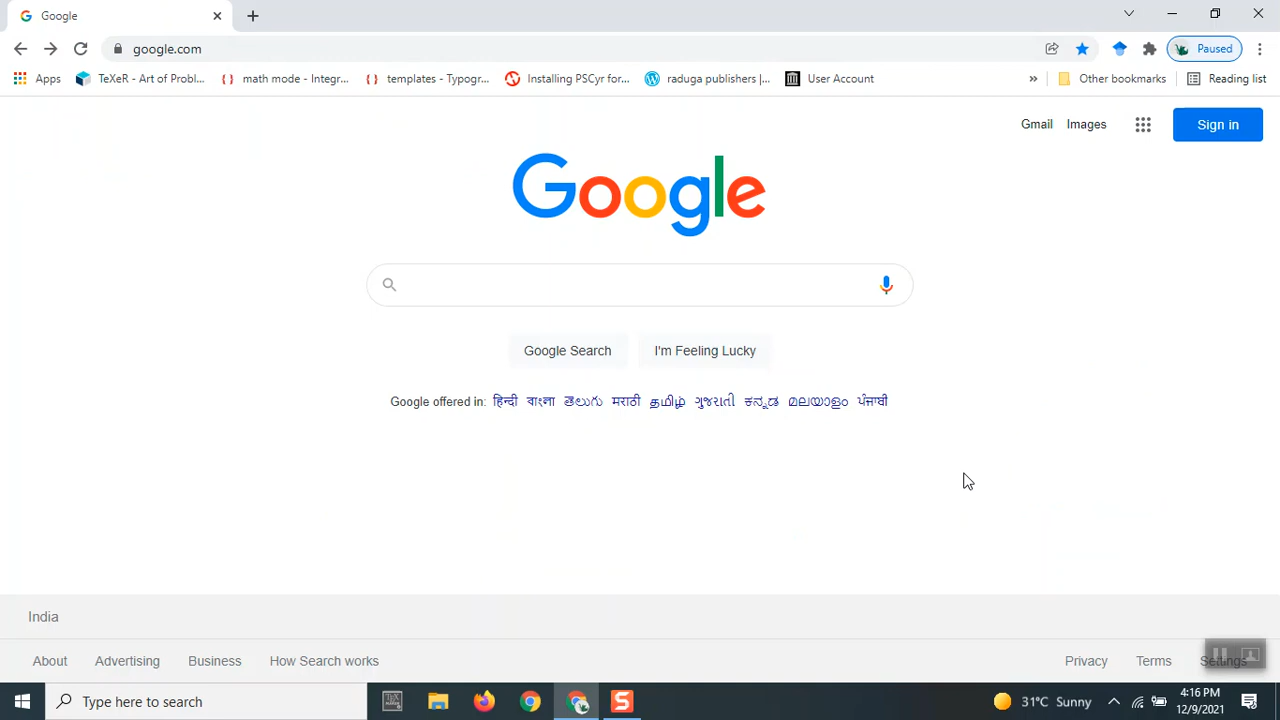 Google
google.com
Paused
Apps
TeXeR - Art of Probl...
math mode - Integr...
templates - Typogr...
Installing PSCyr fo...
raduga publishers |...
User Account
»
Other bookmarks
Reading list
Gmail
Images
Sign in
Google
Google Search
I'm Feeling Lucky
Google offered in: हिन्दी বাংলা తెలుగు मराठी தமிழ் ગુજરાતી ಕನ್ನಡ മലയാളം ਪੰਜਾਬੀ
India
About
Advertising
Business
How Search works
Privacy
Terms
Settings
Type here to search
31°C Sunny
4:16 PM
12/9/2021